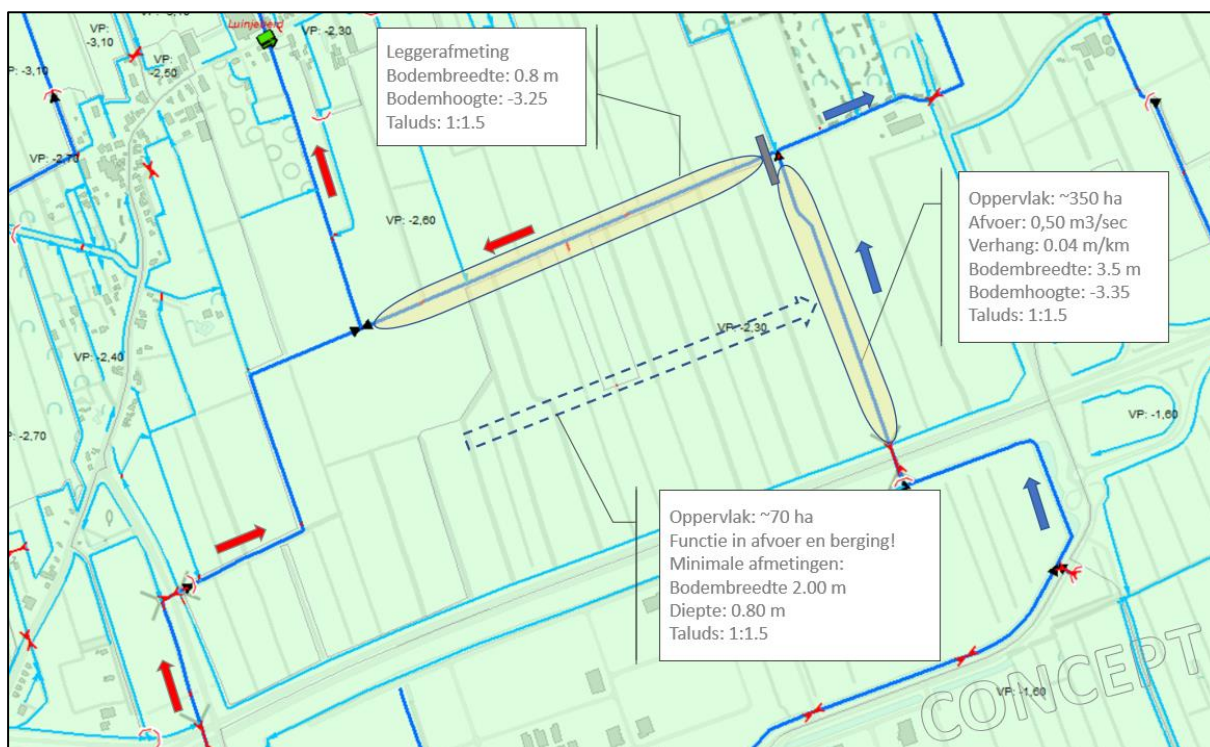 VP:
-3,10
-3,10
Luinjeberd
VP: -2,30
VP:
-2,50
P: -3,10
Leggerafmeting
Bodembreedte: 0.8 m
Bodemhoogte: -3.25
Taluds: 1:1.5
VP: -2,70
VP: -2,60
Oppervlak: ~350 ha
Afvoer: 0,50 m3/sec
Verhang: 0.04 m/km
Bodembreedte: 3.5 m
Bodemhoogte: -3.35
Taluds: 1:1.5
VP: -2,30
VP: -2,40
VP: -1,60
P: -2,70
Oppervlak: ~70 ha
Functie in afvoer en berging!
Minimale afmetingen:
Bodembreedte 2.00 m
Diepte: 0.80 m
Taluds: 1:1.5
VP: -1,60
CONCEPT